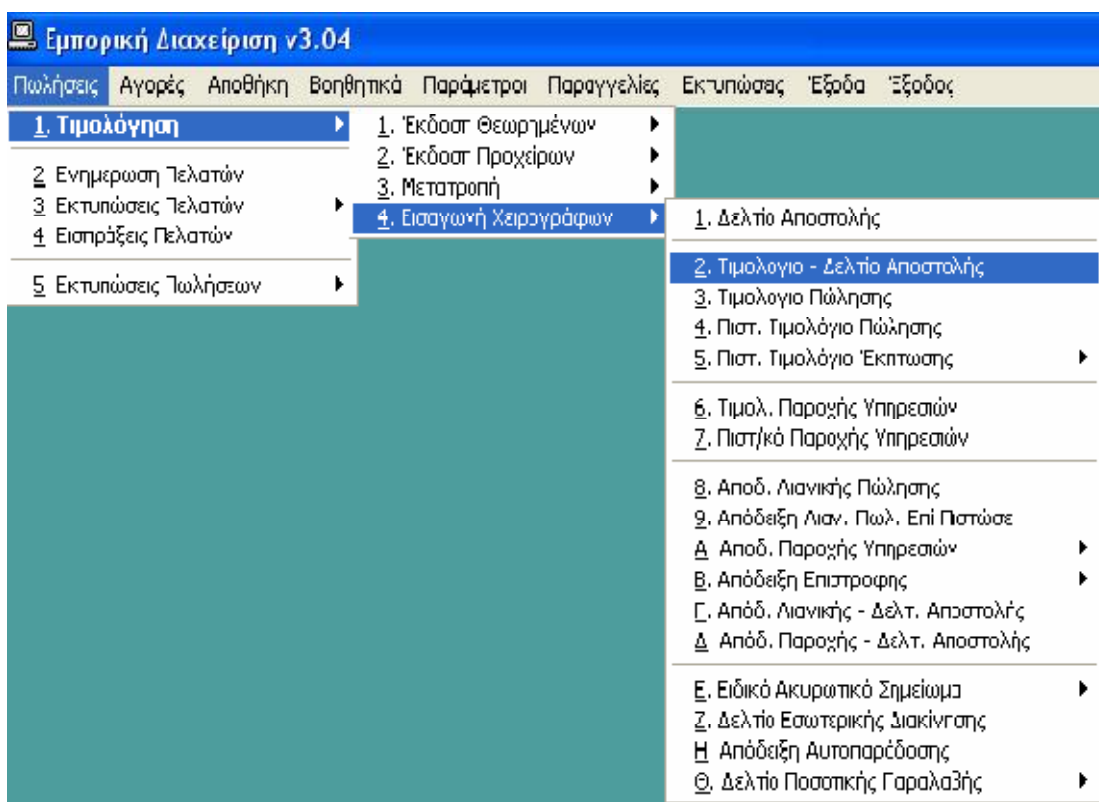 Εμπορική Διαχείριση v3.04
Πωλήσεις Αγορές Αποθήκη Βοηθητικά Παράμετροι Παραγγελίες Εκτυπώσεις Έξοδα Έξοδος
1. Τιμολόγηση
2 Ενημερωση Πελατών
3 Εκτυπώσεις Πελατών
4 Εισπράξεις Πελατών
5 Εκτυπώσεις Πωλήσεων
1. Έκδοση Θεωρημένων
2. Έκδοση Προχείρων
3. Μετατροπή
4. Εισαγωγή Χειρογράφων
1. Δελτίο Αποστολής
2. Τιμολογιο - Δελτίο Αποστολής
3. Τιμολογιο Πώλησης
4. Πιστ. Τιμολόγιο Πώλησης
5. Πιστ. Τιμολόγιο Έκπτωσης
6. Τιμολ. Παροχής Υπηρεσιών
7. Πιστ/κό Παροχής Υπηρεσιών
8. Αποδ. Λιανικής Πώλησης
9. Απόδειξη Λιαν. Πωλ. Επί Πιστώσε
Α Αποδ. Παροχής Υπηρεσιών
Β. Απόδειξη Επιστροφης
Γ. Απόδ. Λιανικής - Δελτ. Αποστολής
Δ Απόδ. Παροχής - Δελτ. Αποστολής
Ε. Ειδικό Ακυρωτικό Σημείωμα
Ζ. Δελτίο Εσωτερικής Διακίνησης
Η Απόδειξη Αυτοπαρέδοσης
Θ. Δελτίο Ποσοτικής Παραλαβής